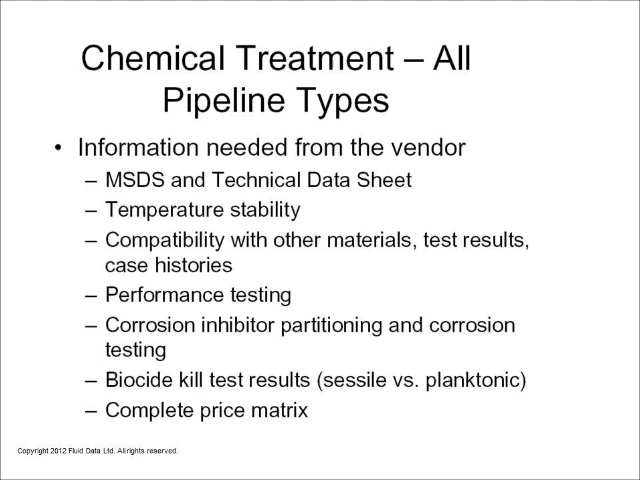 Chemical Treatment – All
Pipeline Types
• Information needed from the vendor
– MSDS and Technical Data Sheet
– Temperature stability
– Compatibility with other materials, test results,
case histories
– Performance testing
– Corrosion inhibitor partitioning and corrosion
testing
– Biocide kill test results (sessile vs. planktonic)
– Complete price matrix
Copyright 2012 Fluid Data Ltd. All rights reserved.